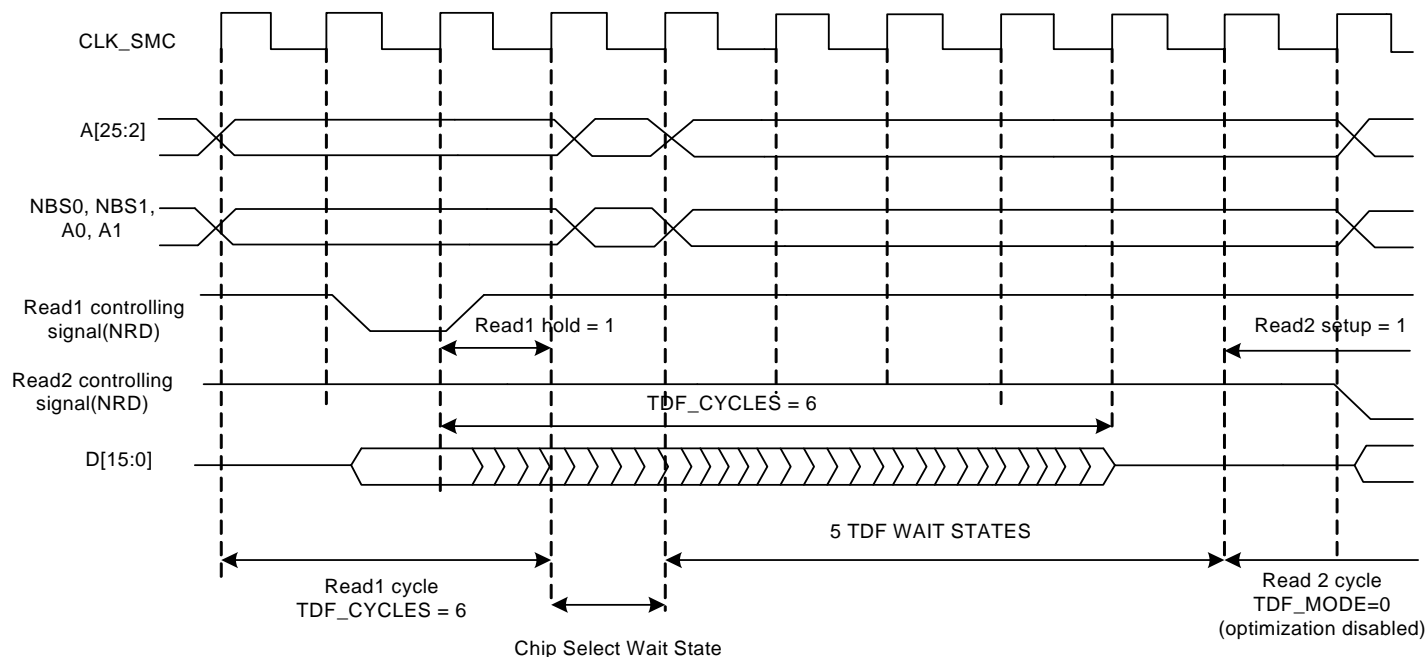 CLK_SMC
A[25:2]
NBS0, NBS1,
A0, A1
Read1 controlling
signal(NRD)
Read1 hold = 1
Read2 setup = 1
Read2 controlling
signal(NRD)
TDF_CYCLES = 6
D[15:0]
5 TDF WAIT STATES
Read1 cycle
TDF_CYCLES = 6
Chip Select Wait State
Read 2 cycle
TDF_MODE=0
(optimization disabled)